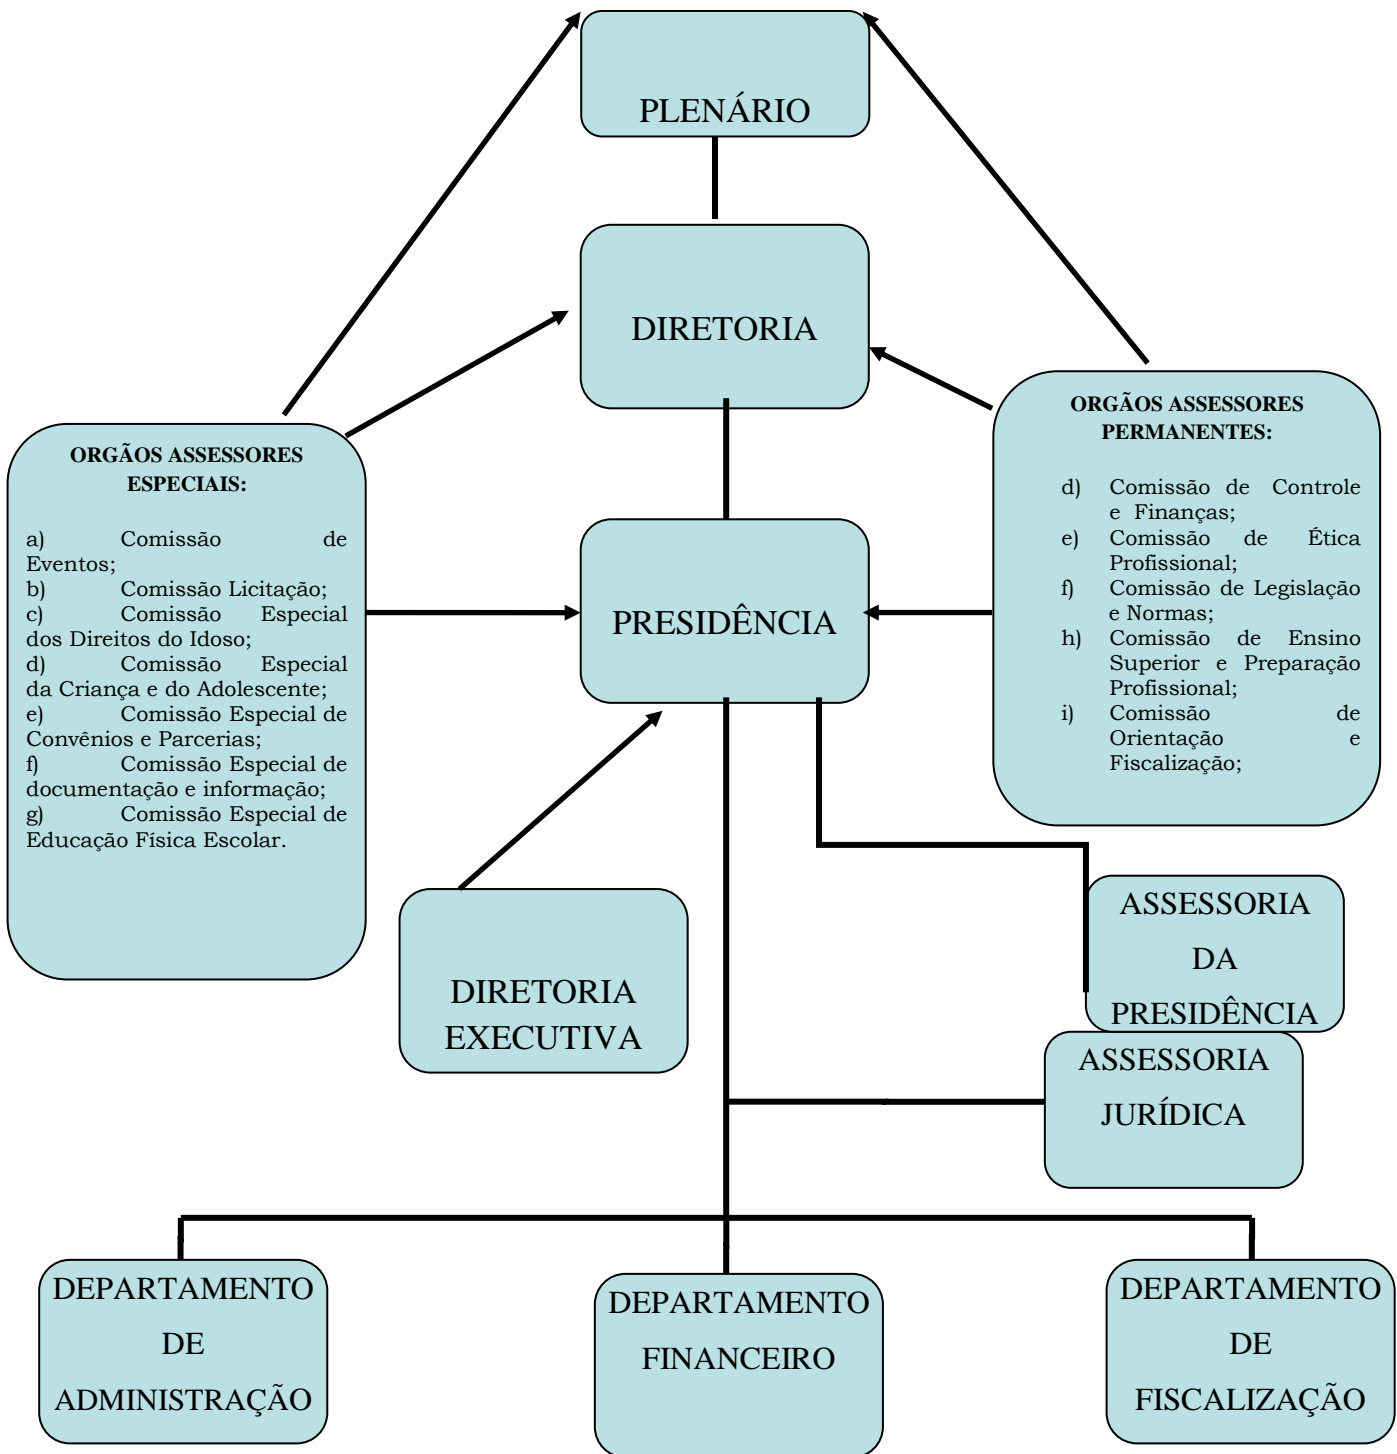 PLENÁRIO
DIRETORIA
ORGÃOS ASSESSORES
ESPECIAIS:
a) Comissão de
Eventos;
b) Comissão Licitação;
c) Comissão Especial
dos Direitos do Idoso;
d) Comissão Especial
da Criança e do Adolescente;
e) Comissão Especial de
Convênios e Parcerias;
f) Comissão Especial de
documentação e informação;
g) Comissão Especial de
Educação Física Escolar.
PRESIDÊNCIA
ORGÃOS ASSESSORES
PERMANENTES:
d) Comissão de Controle
e Finanças;
e) Comissão de Ética
Profissional;
f) Comissão de Legislação
e Normas;
h) Comissão de Ensino
Superior e Preparação
Profissional;
i) Comissão de
Orientação e
Fiscalização;
DIRETORIA
EXECUTIVA
ASSESSORIA
DA
PRESIDÊNCIA
ASSESSORIA
JURÍDICA
DEPARTAMENTO
DE
ADMINISTRAÇÃO
DEPARTAMENTO
FINANCEIRO
DEPARTAMENTO
DE
FISCALIZAÇÃO